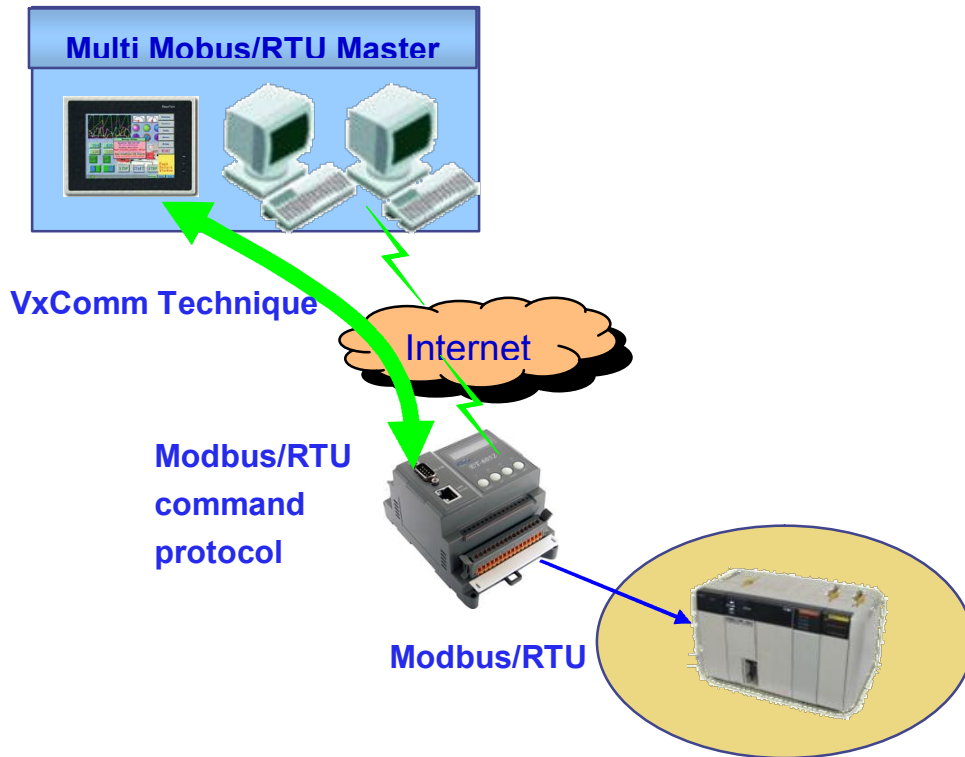 Multi Mobus/RTU Master
VxComm Technique
Internet
Modbus/RTU
command
protocol
Modbus/RTU